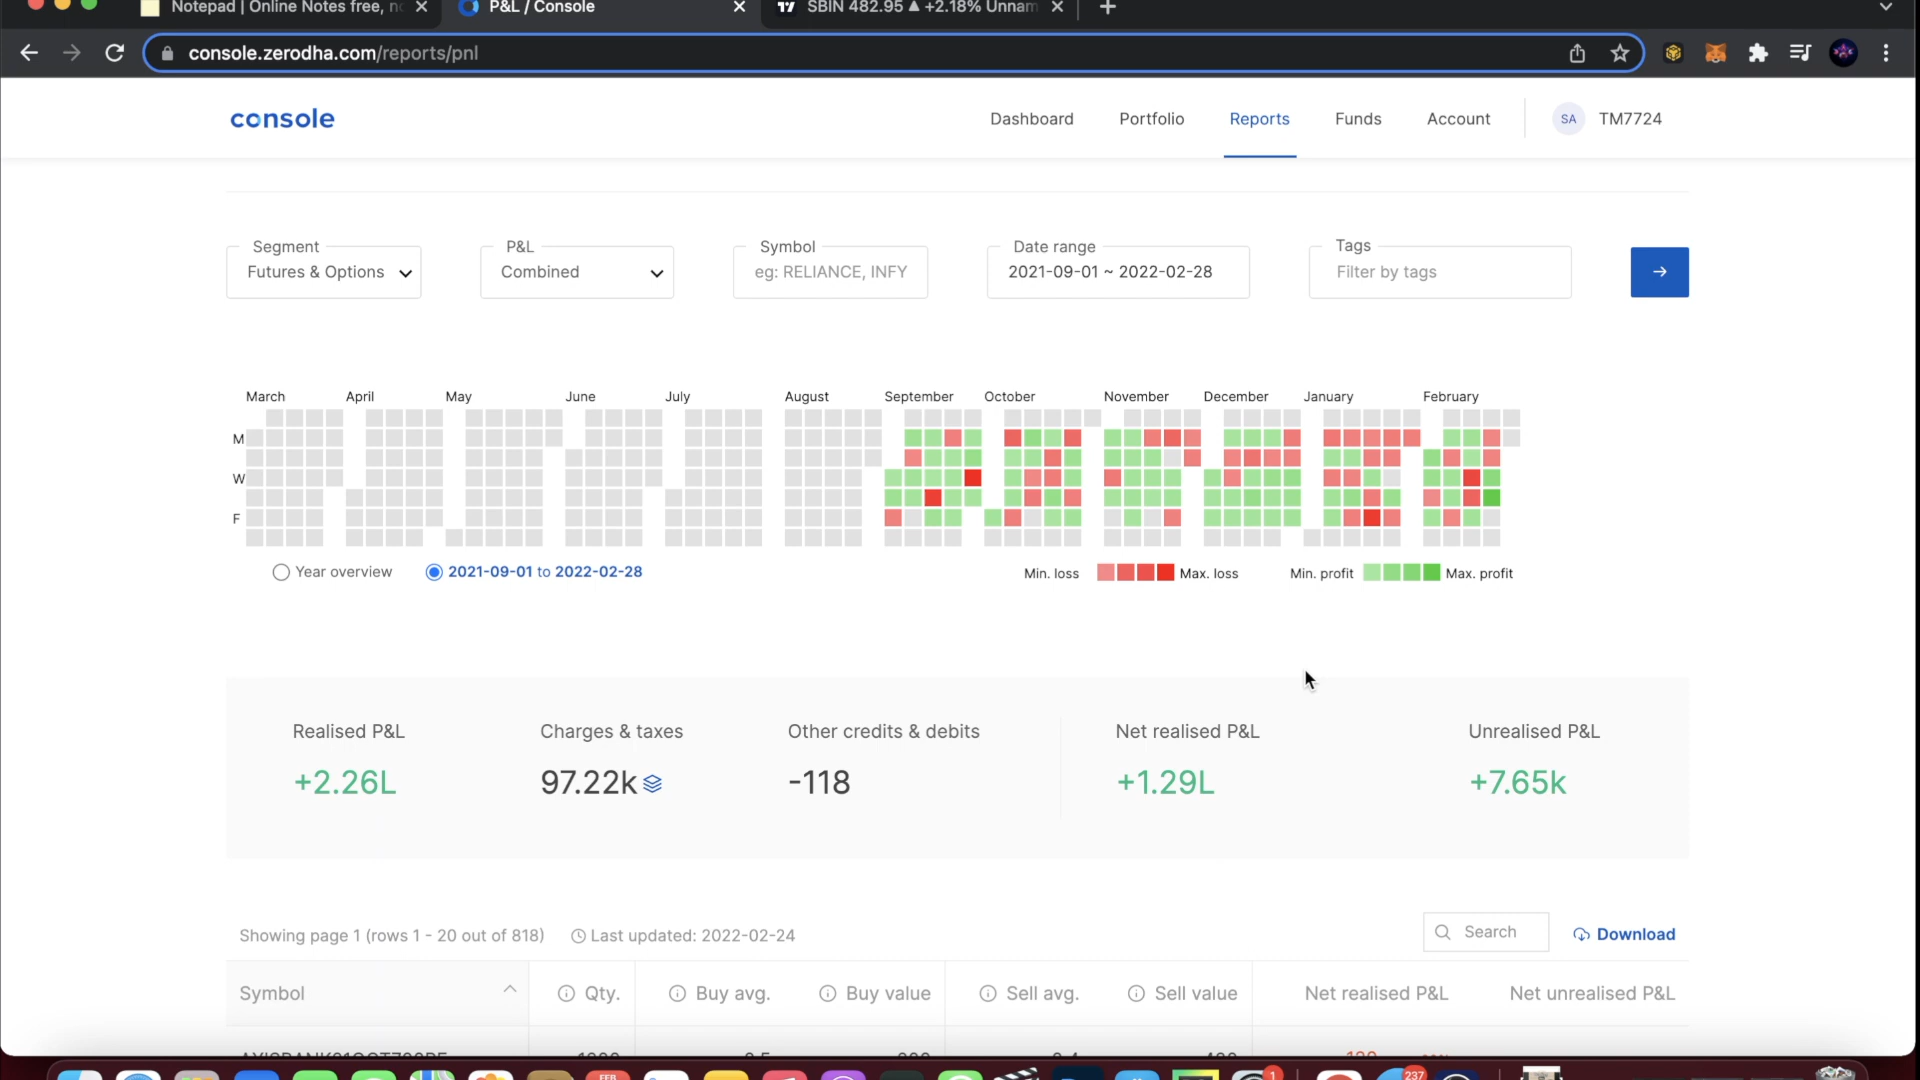 Notepad | Online Notes free, no
P&L / Console
SBIN 482.95 ▲ +2.18% Unnam
console.zerodha.com/reports/pnl
console
Dashboard Portfolio Reports Funds Account SA TM7724
Segment P&L Symbol Date range Tags
Futures & Options Combined eg: RELIANCE, INFY 2021-09-01 ~ 2022-02-28 Filter by tags
March April May June July August September October November December January February
M
W
F
Year overview 2021-09-01 to 2022-02-28 Min. loss Max. loss Min. profit Max. profit
Realised P&L Charges & taxes Other credits & debits Net realised P&L Unrealised P&L
+2.26L 97.22k -118 +1.29L +7.65k
Showing page 1 (rows 1 - 20 out of 818) Last updated: 2022-02-24 Search Download
Symbol Qty. Buy avg. Buy value Sell avg. Sell value Net realised P&L Net unrealised P&L
FEB 1 237